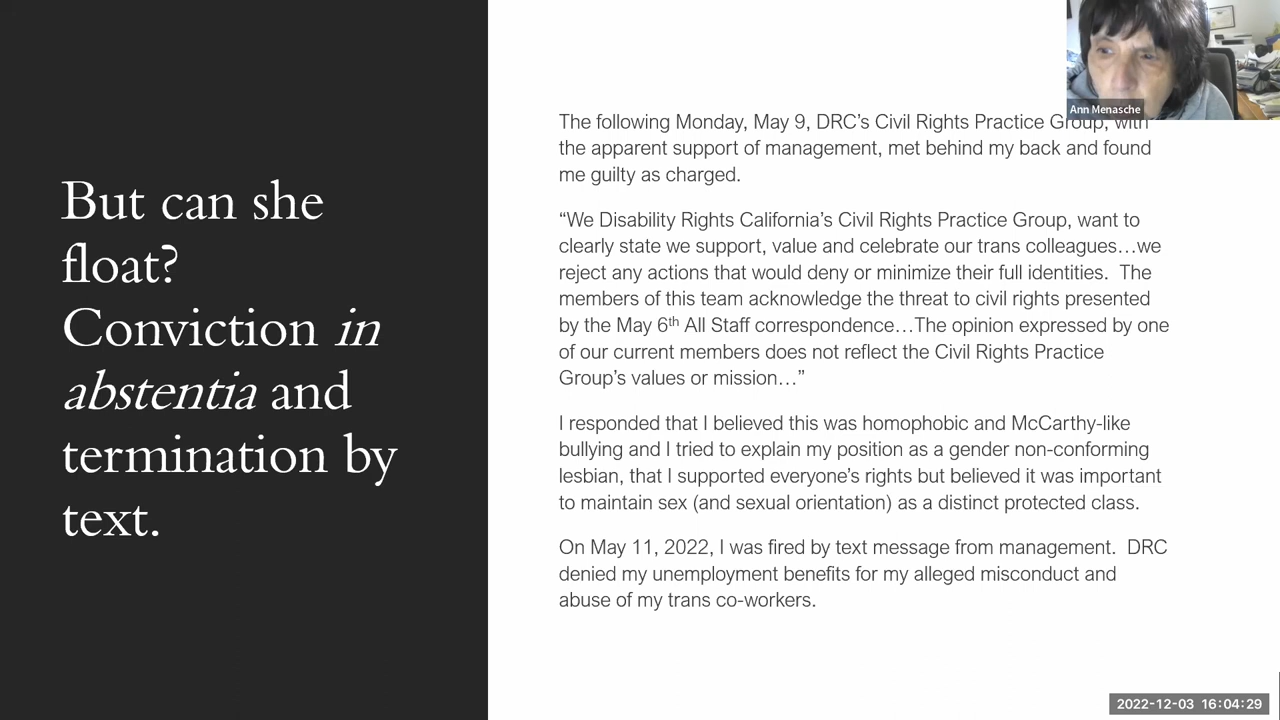 But can she
float?
Conviction in
abstentia and
termination by
text.
Ann Menasche
The following Monday, May 9, DRC’s Civil Rights Practice Group, with
the apparent support of management, met behind my back and found
me guilty as charged.
“We Disability Rights California’s Civil Rights Practice Group, want to
clearly state we support, value and celebrate our trans colleagues…we
reject any actions that would deny or minimize their full identities.  The
members of this team acknowledge the threat to civil rights presented
by the May 6th All Staff correspondence…The opinion expressed by one
of our current members does not reflect the Civil Rights Practice
Group’s values or mission…”
I responded that I believed this was homophobic and McCarthy-like
bullying and I tried to explain my position as a gender non-conforming
lesbian, that I supported everyone’s rights but believed it was important
to maintain sex (and sexual orientation) as a distinct protected class.
On May 11, 2022, I was fired by text message from management.  DRC
denied my unemployment benefits for my alleged misconduct and
abuse of my trans co-workers.
2022-12-03 16:04:29